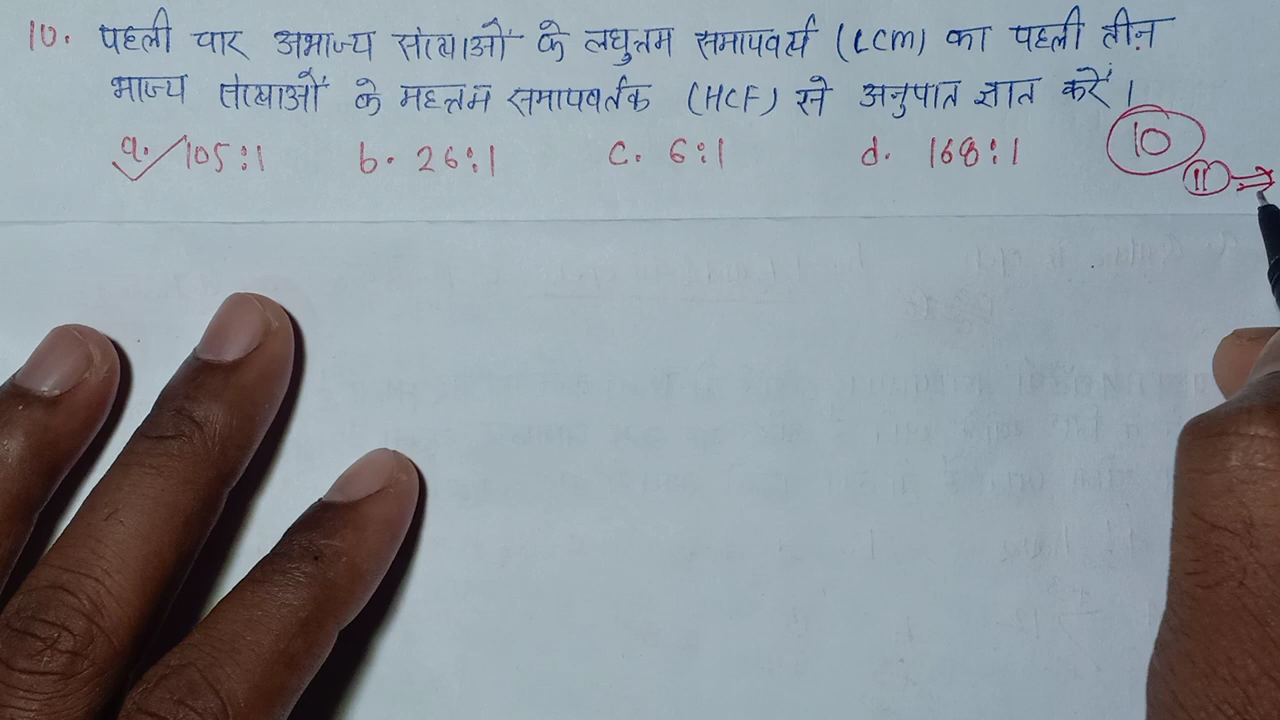 10. पहली चार अभाज्य संख्याओं के लघुत्तम समापवर्त्य (LCM) का पहली तीन
भाज्य संख्याओं के महत्तम समापवर्तक (HCF) से अनुपात ज्ञात करें।
a. 105:1 b. 26:1 c. 6:1 d. 168:1
10
11